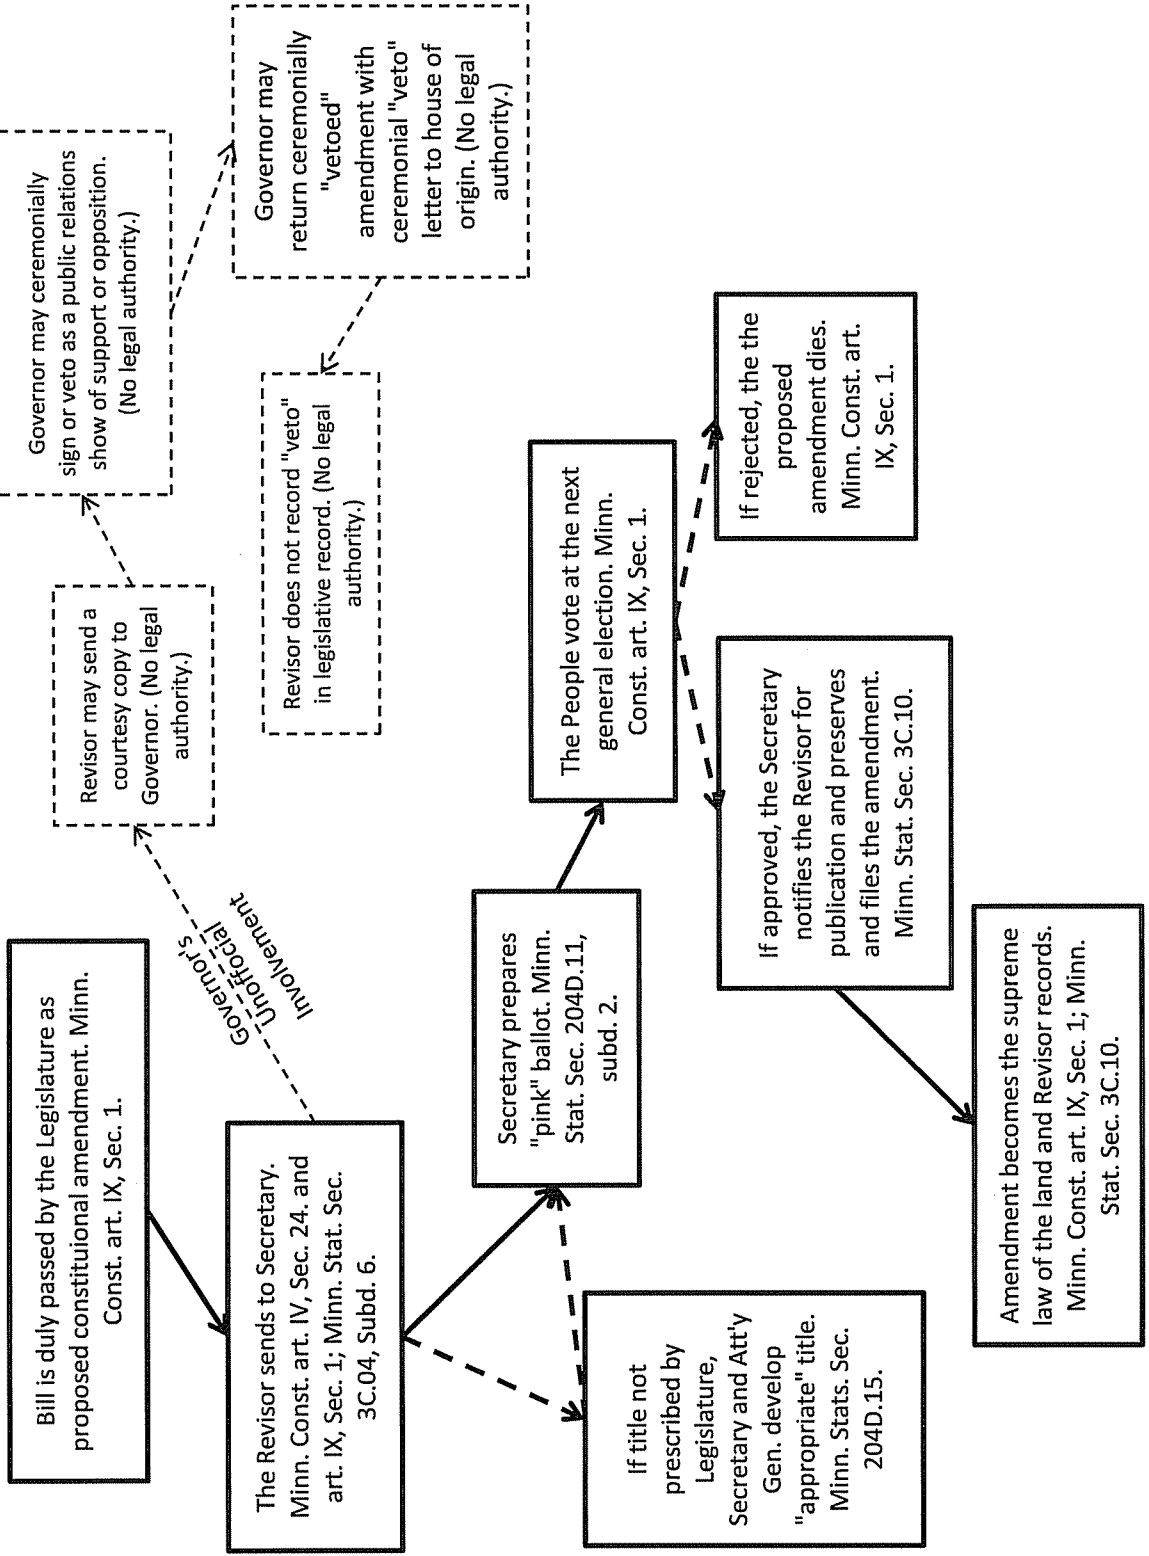 Bill is duly passed by the Legislature as
proposed constituional amendment. Minn.
Const. art. IX, Sec. 1.
The Revisor sends to Secretary.
Minn. Const. art. IV, Sec. 24. and
art. IX, Sec. 1; Minn. Stat. Sec.
3C.04, Subd. 6.
Governor's
Unoffocial
Involvement
Revisor may send a
courtesy copy to
Governor. (No legal
authority.)
Governor may ceremonially
sign or veto as a public relations
show of support or opposition.
(No legal authority.)
Governor may
return ceremonially
"vetoed"
amendment with
ceremonial "veto"
letter to house of
origin. (No legal
authority.)
Revisor does not record "veto"
in legislative record. (No legal
authority.)
If title not
prescribed by
Legislature,
Secretary and Att'y
Gen. develop
"appropriate" title.
Minn. Stats. Sec.
204D.15.
Secretary prepares
"pink" ballot. Minn.
Stat. Sec. 204D.11,
subd. 2.
The People vote at the next
general election. Minn.
Const. art. IX, Sec. 1.
If approved, the Secretary
notifies the Revisor for
publication and preserves
and files the amendment.
Minn. Stat. Sec. 3C.10.
If rejected, the the
proposed
amendment dies.
Minn. Const. art.
IX, Sec. 1.
Amendment becomes the supreme
law of the land and Revisor records.
Minn. Const. art. IX, Sec. 1; Minn.
Stat. Sec. 3C.10.